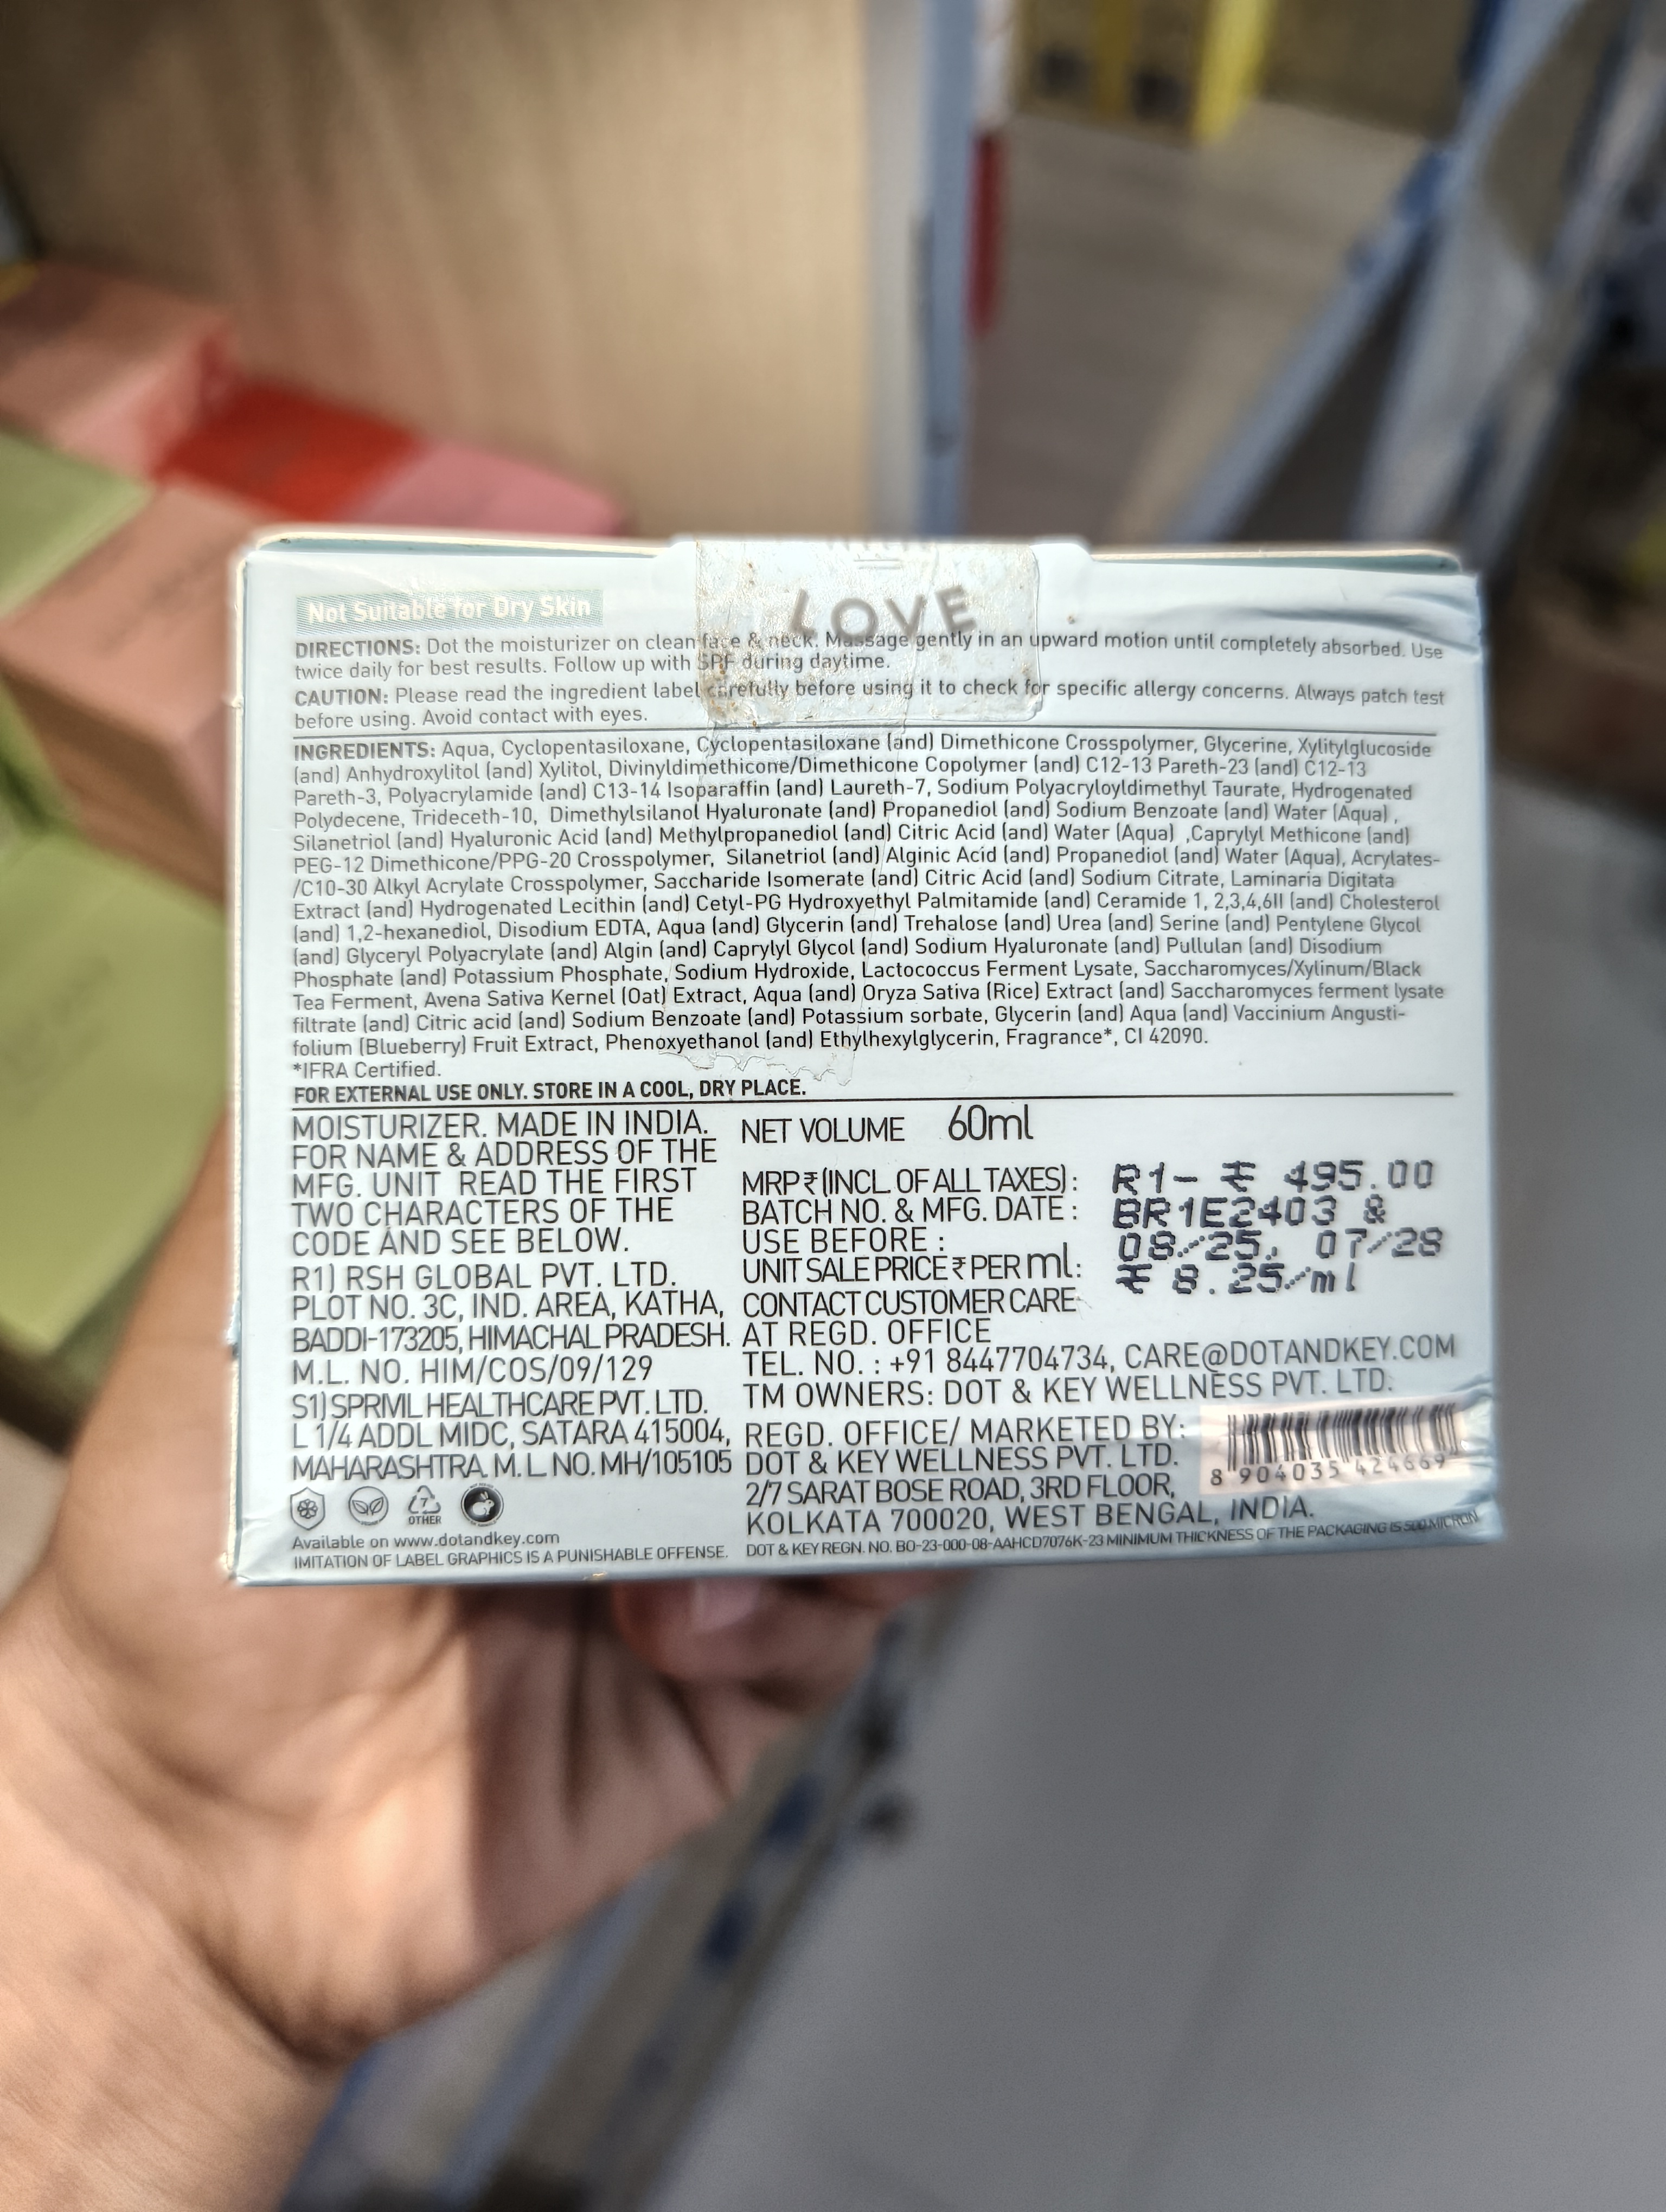 LOVE
Not Suitable for Dry Skin
DIRECTIONS: Dot the moisturizer on clean face & neck. Massage gently in an upward motion until completely absorbed. Use
twice daily for best results. Follow up with SPF during daytime.
CAUTION: Please read the ingredient label carefully before using it to check for specific allergy concerns. Always patch test
before using. Avoid contact with eyes.
INGREDIENTS: Aqua, Cyclopentasiloxane, Cyclopentasiloxane (and) Dimethicone Crosspolymer, Glycerine, Xylitylglucoside
(and) Anhydroxylitol (and) Xylitol, Divinyldimethicone/Dimethicone Copolymer (and) C12-13 Pareth-23 (and) C12-13
Pareth-3, Polyacrylamide (and) C13-14 Isoparaffin (and) Laureth-7, Sodium Polyacryloyldimethyl Taurate, Hydrogenated
Polydecene, Trideceth-10, Dimethylsilanol Hyaluronate (and) Propanediol (and) Sodium Benzoate (and) Water (Aqua) ,
Silanetriol (and) Hyaluronic Acid (and) Methylpropanediol (and) Citric Acid (and) Water (Aqua) ,Caprylyl Methicone (and)
PEG-12 Dimethicone/PPG-20 Crosspolymer, Silanetriol (and) Alginic Acid (and) Propanediol (and) Water (Aqua), Acrylates-
/C10-30 Alkyl Acrylate Crosspolymer, Saccharide Isomerate (and) Citric Acid (and) Sodium Citrate, Laminaria Digitata
Extract (and) Hydrogenated Lecithin (and) Cetyl-PG Hydroxyethyl Palmitamide (and) Ceramide 1, 2,3,4,6II (and) Cholesterol
(and) 1,2-hexanediol, Disodium EDTA, Aqua (and) Glycerin (and) Trehalose (and) Urea (and) Serine (and) Pentylene Glycol
(and) Glyceryl Polyacrylate (and) Algin (and) Caprylyl Glycol (and) Sodium Hyaluronate (and) Pullulan (and) Disodium
Phosphate (and) Potassium Phosphate, Sodium Hydroxide, Lactococcus Ferment Lysate, Saccharomyces/Xylinum/Black
Tea Ferment, Avena Sativa Kernel (Oat) Extract, Aqua (and) Oryza Sativa (Rice) Extract (and) Saccharomyces ferment lysate
filtrate (and) Citric acid (and) Sodium Benzoate (and) Potassium sorbate, Glycerin (and) Aqua (and) Vaccinium Angusti-
folium (Blueberry) Fruit Extract, Phenoxyethanol (and) Ethylhexylglycerin, Fragrance*, CI 42090.
*IFRA Certified.
FOR EXTERNAL USE ONLY. STORE IN A COOL, DRY PLACE.
MOISTURIZER. MADE IN INDIA.
FOR NAME & ADDRESS OF THE
MFG. UNIT READ THE FIRST
TWO CHARACTERS OF THE
CODE AND SEE BELOW.
R1) RSH GLOBAL PVT. LTD.
PLOT NO. 3C, IND. AREA, KATHA,
BADDI-173205, HIMACHAL PRADESH.
M.L. NO. HIM/COS/09/129
S1) SPRML HEALTHCARE PVT. LTD.
L 1/4 ADDL MIDC, SATARA 415004,
MAHARASHTRA. M. L NO. MH/105105
OTHER
Available on www.dotandkey.com
IMITATION OF LABEL GRAPHICS IS A PUNISHABLE OFFENSE.
NET VOLUME 60ml
MRP ₹ (INCL. OF ALL TAXES) : R1- ₹ 495.00
BATCH NO. & MFG. DATE : BR1E2403 &
USE BEFORE : 08/25, 07/28
UNIT SALE PRICE ₹ PER ml: ₹ 8.25/ml
CONTACT CUSTOMER CARE
AT REGD. OFFICE
TEL. NO. : +91 8447704734, CARE@DOTANDKEY.COM
TM OWNERS: DOT & KEY WELLNESS PVT. LTD.
REGD. OFFICE/ MARKETED BY:
DOT & KEY WELLNESS PVT. LTD.
2/7 SARAT BOSE ROAD, 3RD FLOOR,
KOLKATA 700020, WEST BENGAL, INDIA.
8 904035 424669
DOT & KEY REGN. NO. BO-23-000-08-AAHCD7076K-23 MINIMUM THICKNESS OF THE PACKAGING IS 500 MICRON